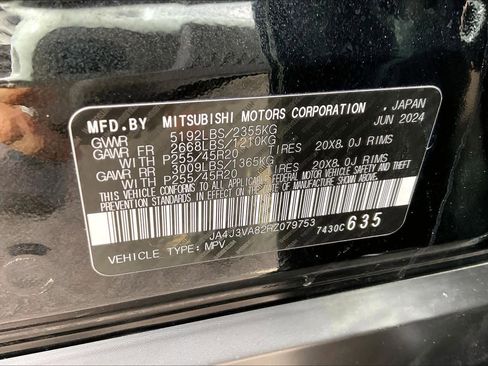 MFD.BY MITSUBISHI MOTORS CORPORATION, JAPAN
GVWR 5192LBS/2355KG JUN 2024
GAWR FR 2668LBS/1210KG
WITH P255/45R20 TIRES 20X8.0J RIMS
GAWR RR 3009LBS/1365KG
WITH P255/45R20 TIRES 20X8.0J RIMS
THIS VEHICLE CONFORMS TO ALL APPLICABLE FEDERAL MOTOR VEHICLE SAFETY AND
THEFT PREVENTION STANDARDS IN EFFECT ON THE DATE OF MANUFACTURE SHOWN ABOVE.
JA4J3VA82RZ079753
VEHICLE TYPE: MPV 7430C 635